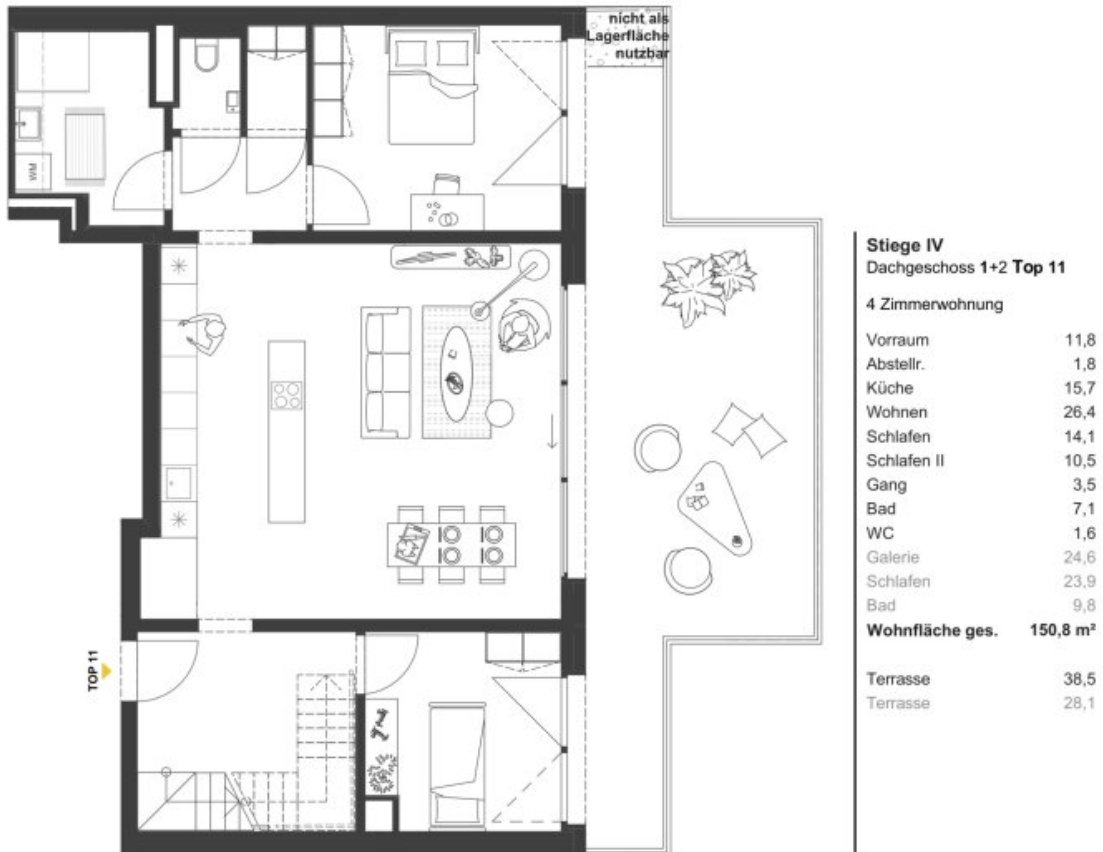 nicht als
Lagerfläche
nutzbar
WM
TOP 11
Stiege IV
Dachgeschoss 1+2 Top 11
4 Zimmerwohnung
Vorraum 11,8
Abstellr. 1,8
Küche 15,7
Wohnen 26,4
Schlafen 14,1
Schlafen II 10,5
Gang 3,5
Bad 7,1
WC 1,6
Galerie 24,6
Schlafen 23,9
Bad 9,8
Wohnfläche ges. 150,8 m²
Terrasse 38,5
Terrasse 28,1